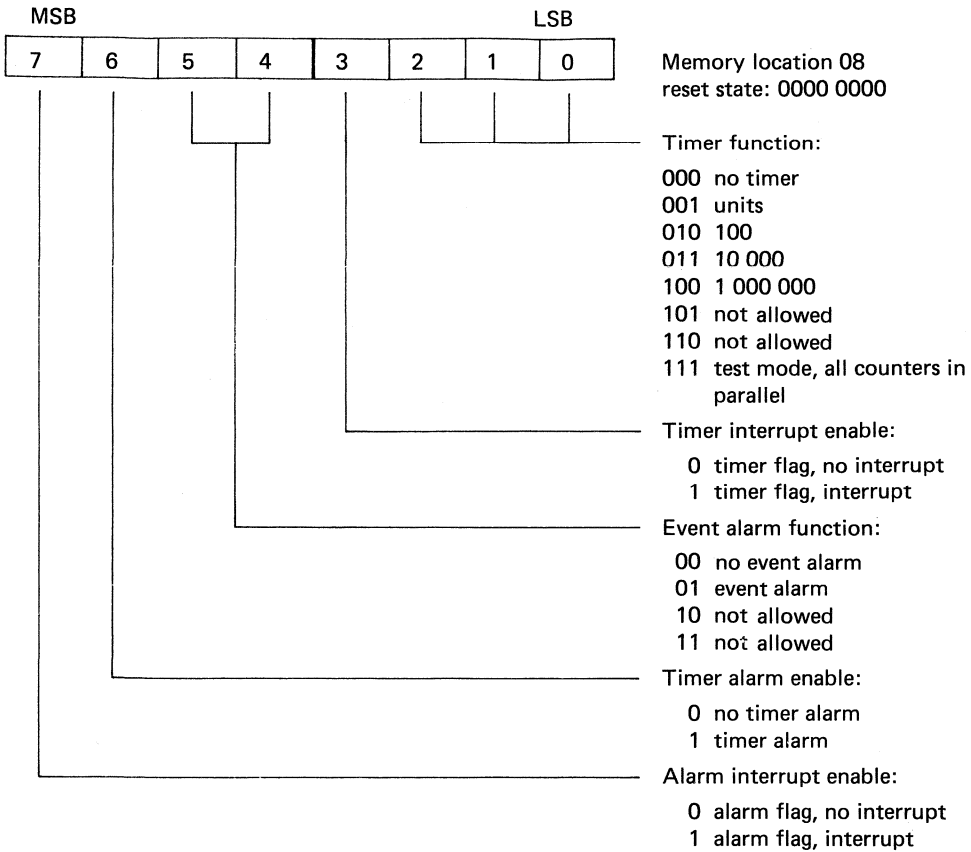 MSB LSB
7 6 5 4 3 2 1 0
Memory location 08
reset state: 0000 0000
Timer function:
000 no timer
001 units
010 100
011 10 000
100 1 000 000
101 not allowed
110 not allowed
111 test mode, all counters in
parallel
Timer interrupt enable:
0 timer flag, no interrupt
1 timer flag, interrupt
Event alarm function:
00 no event alarm
01 event alarm
10 not allowed
11 not allowed
Timer alarm enable:
0 no timer alarm
1 timer alarm
Alarm interrupt enable:
0 alarm flag, no interrupt
1 alarm flag, interrupt